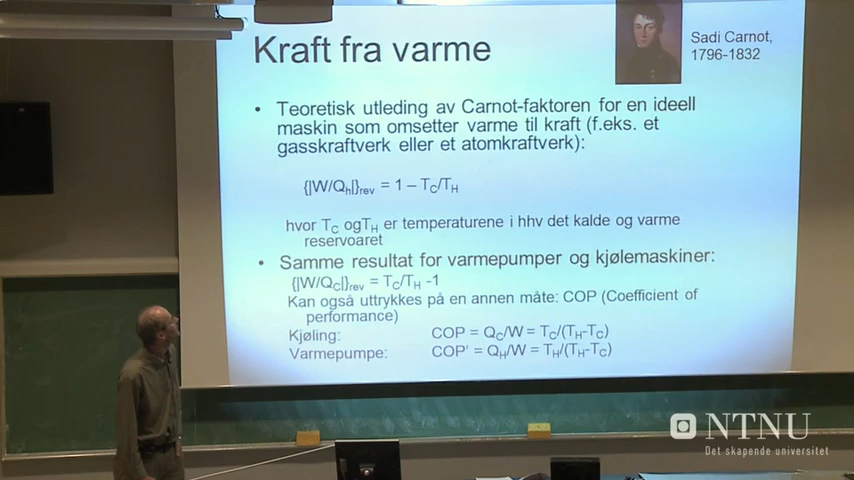 Kraft fra varme
Sadi Carnot,
1796-1832
• Teoretisk utleding av Carnot-faktoren for en ideell
maskin som omsetter varme til kraft (f.eks. et
gasskraftverk eller et atomkraftverk):
{|W/Qh|}rev = 1 – TC/TH
hvor TC ogTH er temperaturene i hhv det kalde og varme
reservoaret
• Samme resultat for varmepumper og kjølemaskiner:
{|W/QC|}rev = TC/TH -1
Kan også uttrykkes på en annen måte: COP (Coefficient of
performance)
Kjøling: COP = QC/W = TC/(TH-TC)
Varmepumpe: COP' = QH/W = TH/(TH-TC)
NTNU
Det skapende universitet